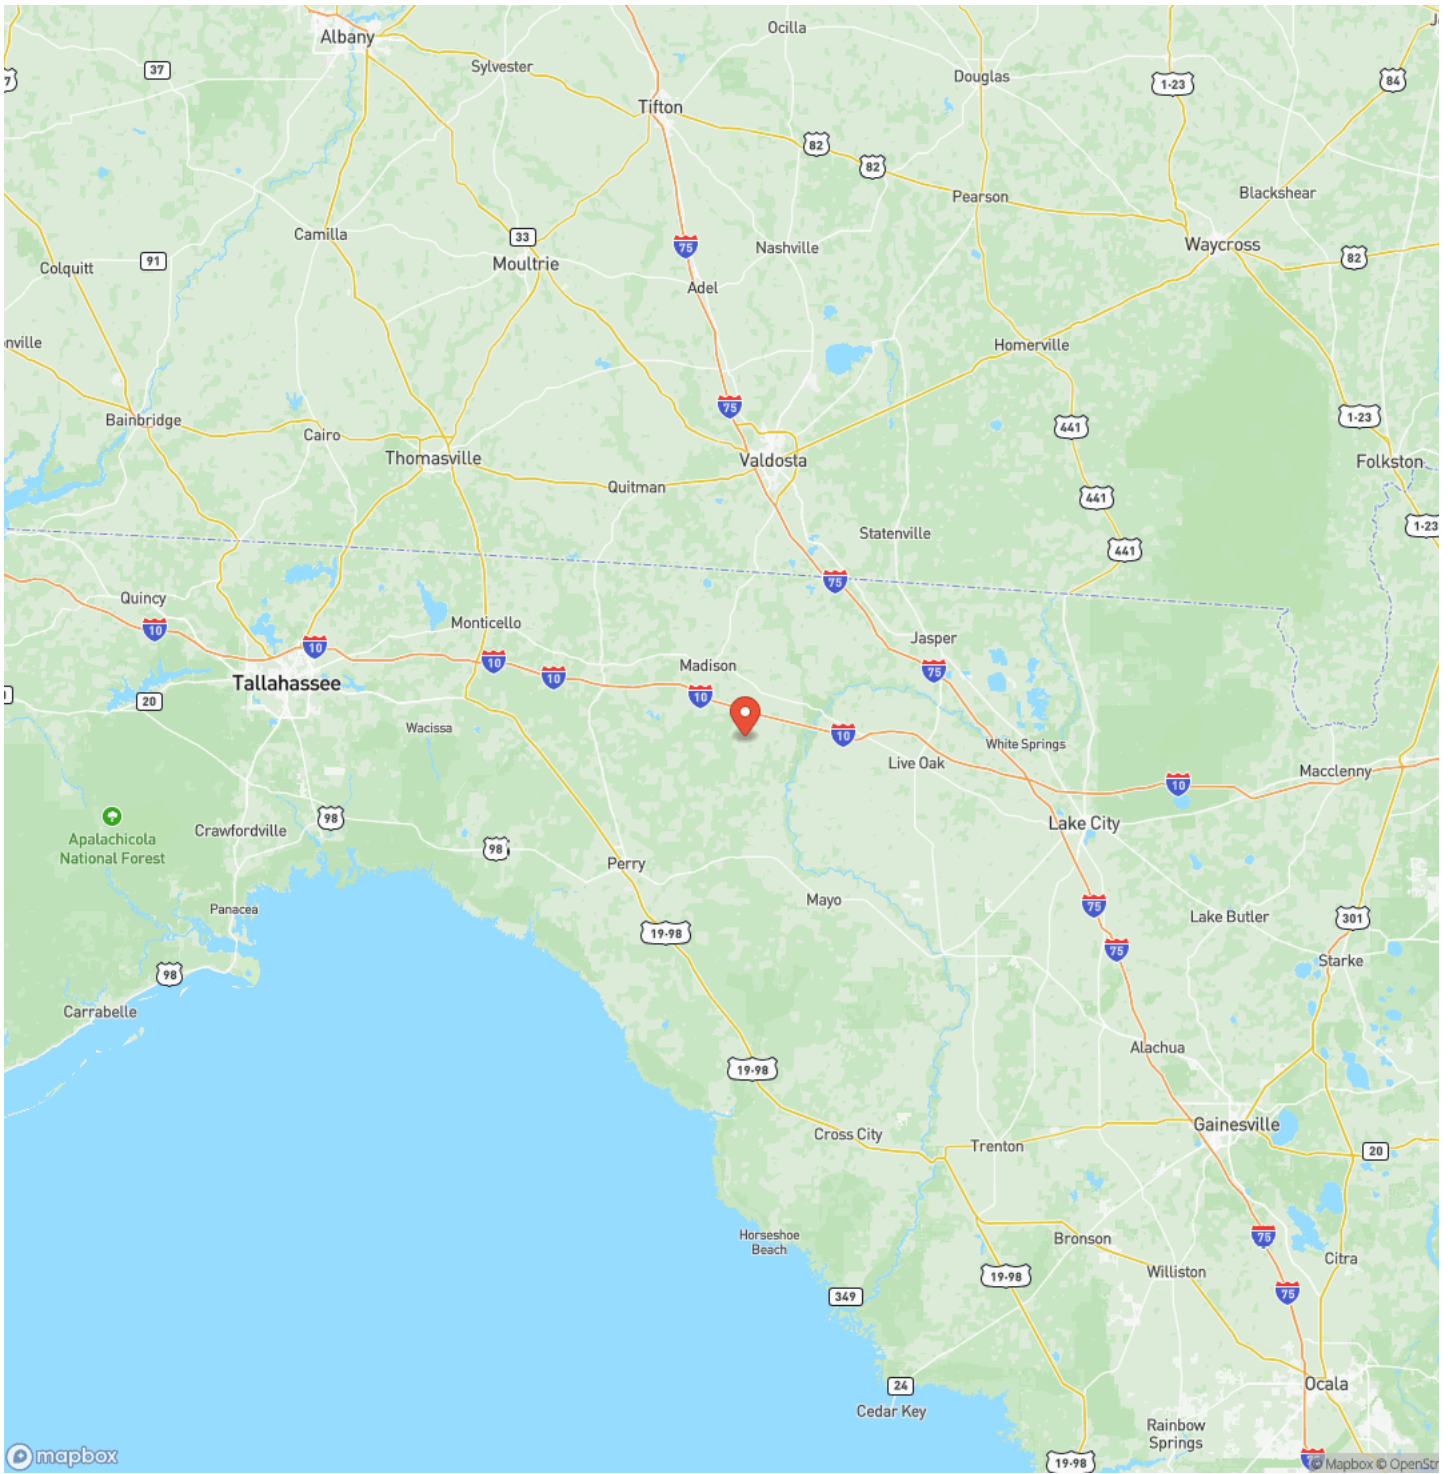 Albany
Ocilla
37
Sylvester
Douglas
1-23
84
7
Tifton
82
82
Pearson
Blackshear
Camilla
33
Nashville
Waycross
Colquitt
91
Moultrie
75
82
Adel
nville
Homerville
Bainbridge
75
1-23
Cairo
441
Thomasville
Valdosta
Folkston
Quitman
441
1-23
Statenville
441
75
Quincy
10
Monticello
Jasper
10
10
Madison
75
Tallahassee
10
10
20
Wacissa
10
White Springs
Live Oak
Macclenny
10
Apalachicola
National Forest
Crawfordville
98
98
Lake City
Perry
Mayo
75
Panacea
19-98
Lake Butler
301
75
Starke
98
Carrabelle
Alachua
19-98
Cross City
Gainesville
Trenton
20
Horseshoe
Beach
Bronson
75
Citra
Williston
19-98
349
75
24
Ocala
Cedar Key
Rainbow
Springs
19-98
mapbox
© Mapbox © OpenStr